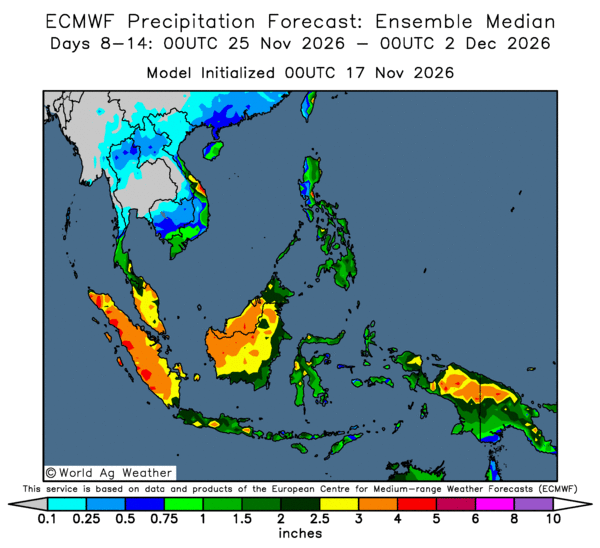 ECMWF Precipitation Forecast: Ensemble Median
Days 8-14: 00UTC 25 Nov 2026 - 00UTC 2 Dec 2026
Model Initialized 00UTC 17 Nov 2026
© World Ag Weather
This service is based on data and products of the European Centre for Medium-range Weather Forecasts (ECMWF)
0.1 0.25 0.5 0.75 1 1.5 2 2.5 3 4 5 6 8 10
inches